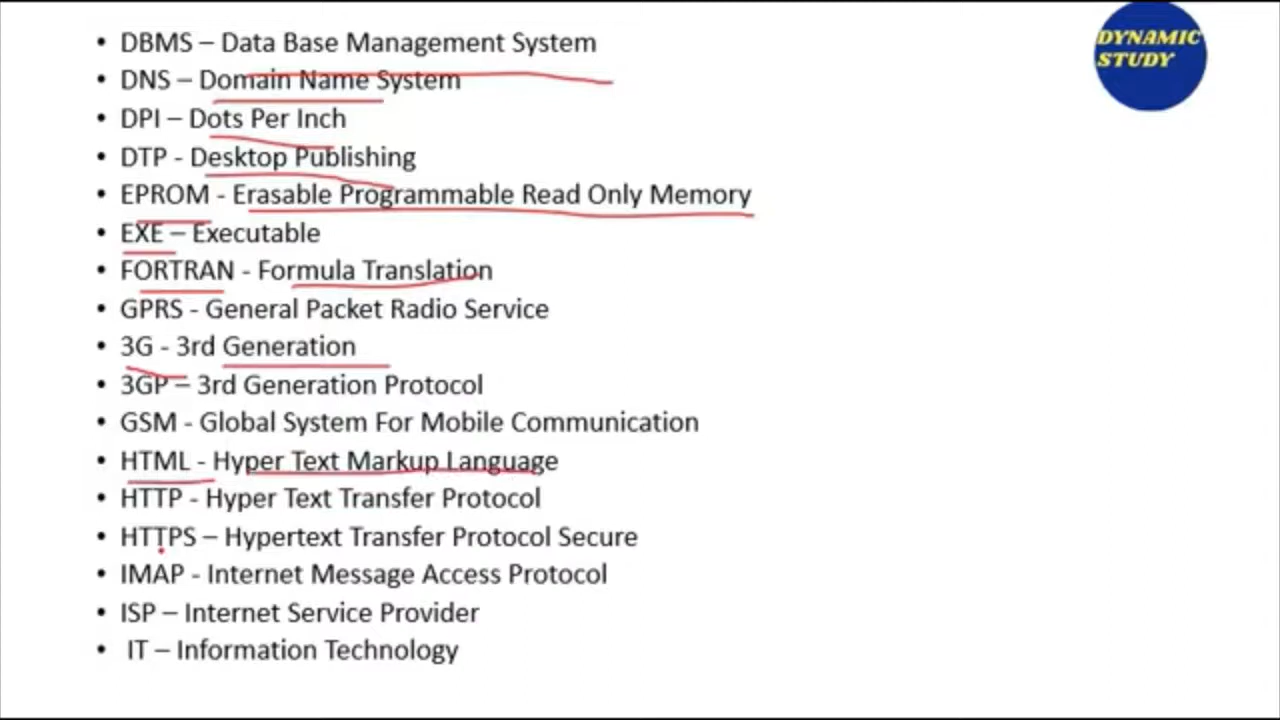 DYNAMIC
STUDY
• DBMS – Data Base Management System
• DNS – Domain Name System
• DPI – Dots Per Inch
• DTP - Desktop Publishing
• EPROM - Erasable Programmable Read Only Memory
• EXE – Executable
• FORTRAN - Formula Translation
• GPRS - General Packet Radio Service
• 3G - 3rd Generation
• 3GP – 3rd Generation Protocol
• GSM - Global System For Mobile Communication
• HTML - Hyper Text Markup Language
• HTTP - Hyper Text Transfer Protocol
• HTTPS – Hypertext Transfer Protocol Secure
• IMAP - Internet Message Access Protocol
• ISP – Internet Service Provider
• IT – Information Technology